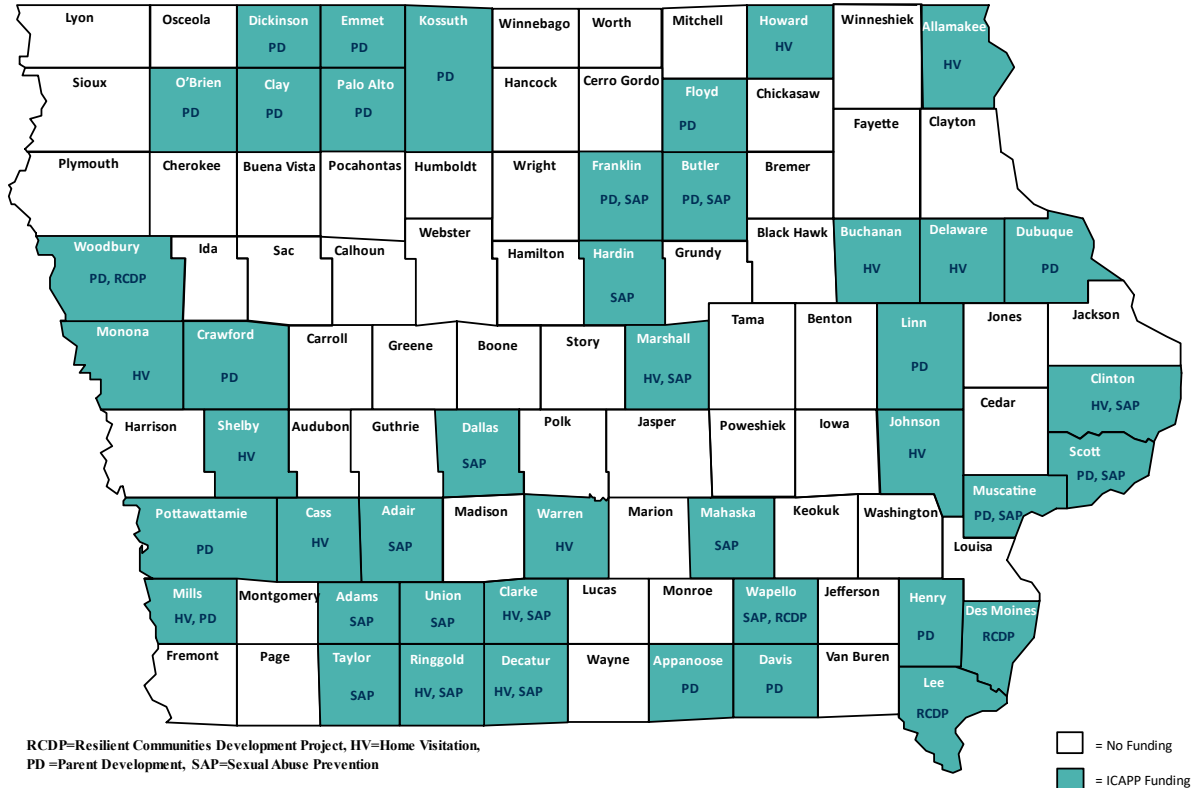 Lyon
Osceola
Dickinson
PD
Emmet
PD
Kossuth
PD
Winnebago
Worth
Mitchell
Howard
HV
Winneshiek
Allamakee
HV
Sioux
O'Brien
PD
Clay
PD
Palo Alto
PD
Hancock
Cerro Gordo
Floyd
PD
Chickasaw
Fayette
Clayton
Plymouth
Cherokee
Buena Vista
Pocahontas
Humboldt
Wright
Franklin
PD, SAP
Butler
PD, SAP
Bremer
Woodbury
PD, RCDP
Ida
Sac
Calhoun
Webster
Hamilton
Hardin
SAP
Grundy
Black Hawk
Buchanan
HV
Delaware
HV
Dubuque
PD
Monona
HV
Crawford
PD
Carroll
Greene
Boone
Story
Marshall
HV, SAP
Tama
Benton
Linn
PD
Jones
Jackson
Clinton
HV, SAP
Cedar
Harrison
Shelby
HV
Audubon
Guthrie
Dallas
SAP
Polk
Jasper
Poweshiek
Iowa
Johnson
HV
Scott
PD, SAP
Muscatine
PD, SAP
Pottawattamie
PD
Cass
HV
Adair
SAP
Madison
Warren
HV
Marion
Mahaska
SAP
Keokuk
Washington
Louisa
Mills
HV, PD
Montgomery
Adams
SAP
Union
SAP
Clarke
HV, SAP
Lucas
Monroe
Wapello
SAP, RCDP
Jefferson
Henry
PD
Des Moines
RCDP
Fremont
Page
Taylor
SAP
Ringgold
HV, SAP
Decatur
HV, SAP
Wayne
Appanoose
PD
Davis
PD
Van Buren
Lee
RCDP
RCDP=Resilient Communities Development Project, HV=Home Visitation,
PD =Parent Development, SAP=Sexual Abuse Prevention
= No Funding
= ICAPP Funding